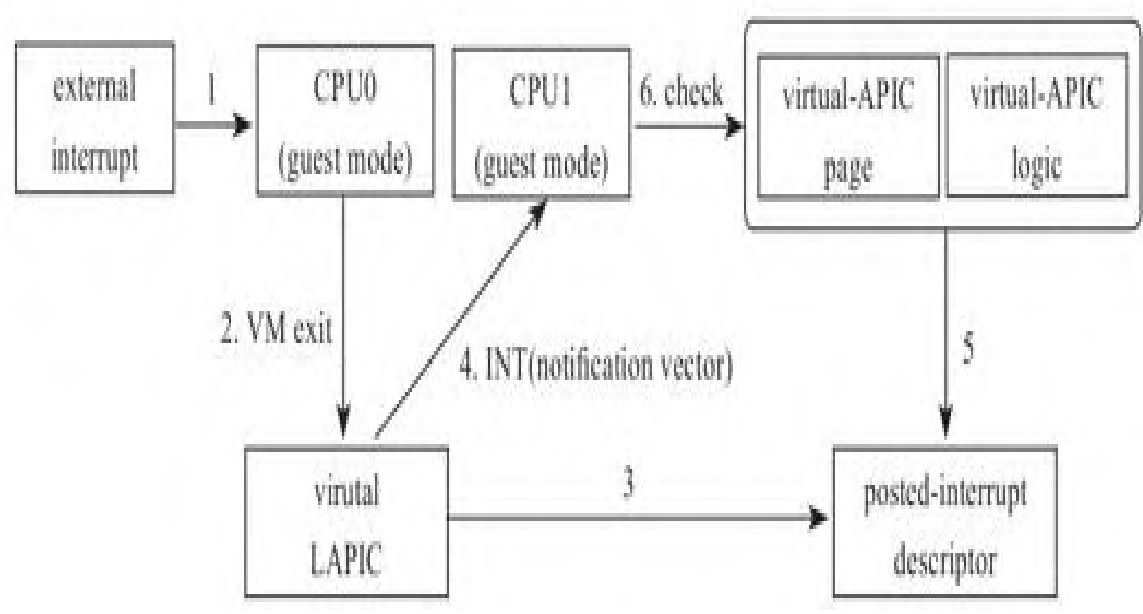 external
interrupt
1
CPU0
(guest mode)
CPU1
(guest mode)
6. check
virtual-APIC
page
virtual-APIC
logic
2. VM exit
4. INT(notification vector)
5
virutal
LAPIC
3
posted-interrupt
descriptor